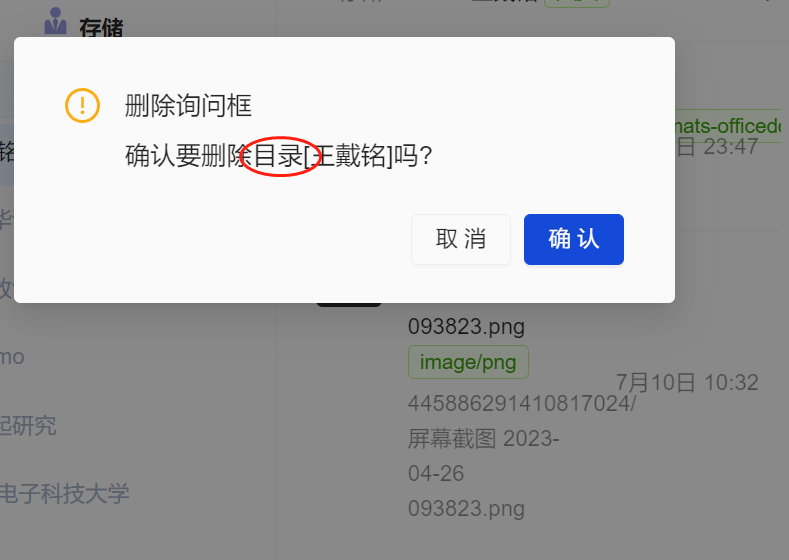 存储
删除询问框
确认要删除目录[王戴铭]吗?
取 消
确 认
mats-officedo
日 23:47
铭
华
mo
起研究
电子科技大学
093823.png
image/png
7月10日 10:32
445886291410817024/
屏幕截图 2023-
04-26
093823.png